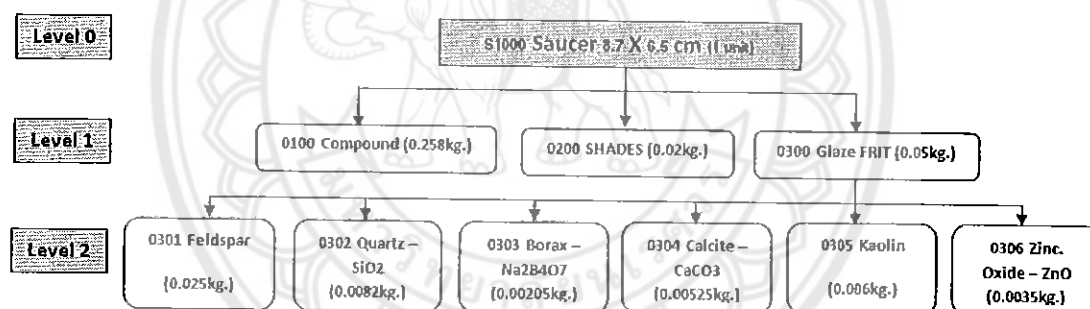 Level 0
S1000 Saucer 8.7 X 6.5 cm (1 unit)
Level 1
0100 Compound (0.258kg.)
0200 SHADES (0.02kg.)
0300 Glaze FRIT (0.05kg.)
Level 2
0301 Feldspar
(0.025kg.)
0302 Quartz –
SiO2
(0.0082kg.)
0303 Borax –
Na2B4O7
(0.00205kg.)
0304 Calcite –
CaCO3
(0.00525kg.)
0305 Kaolin
(0.006kg.)
0306 Zinc.
Oxide – ZnO
(0.0035kg.)